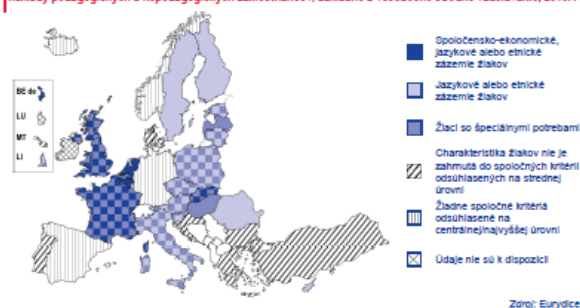 BE de
LU
MT
LI
Spoločensko-ekonomické,
jazykové alebo etnické
zázemie žiakov
Jazykové alebo etnické
zázemie žiakov
Žiaci so špeciálnymi potrebami
Charakteristika žiakov nie je
zahrnutá do spoločných kritérií
odsúhlasených na strednej
úrovni
Žiadne spoločné kritériá
odsúhlasené na
centrálnej/najvyššej úrovni
Údaje nie sú k dispozícii
Zdroj: Eurydice